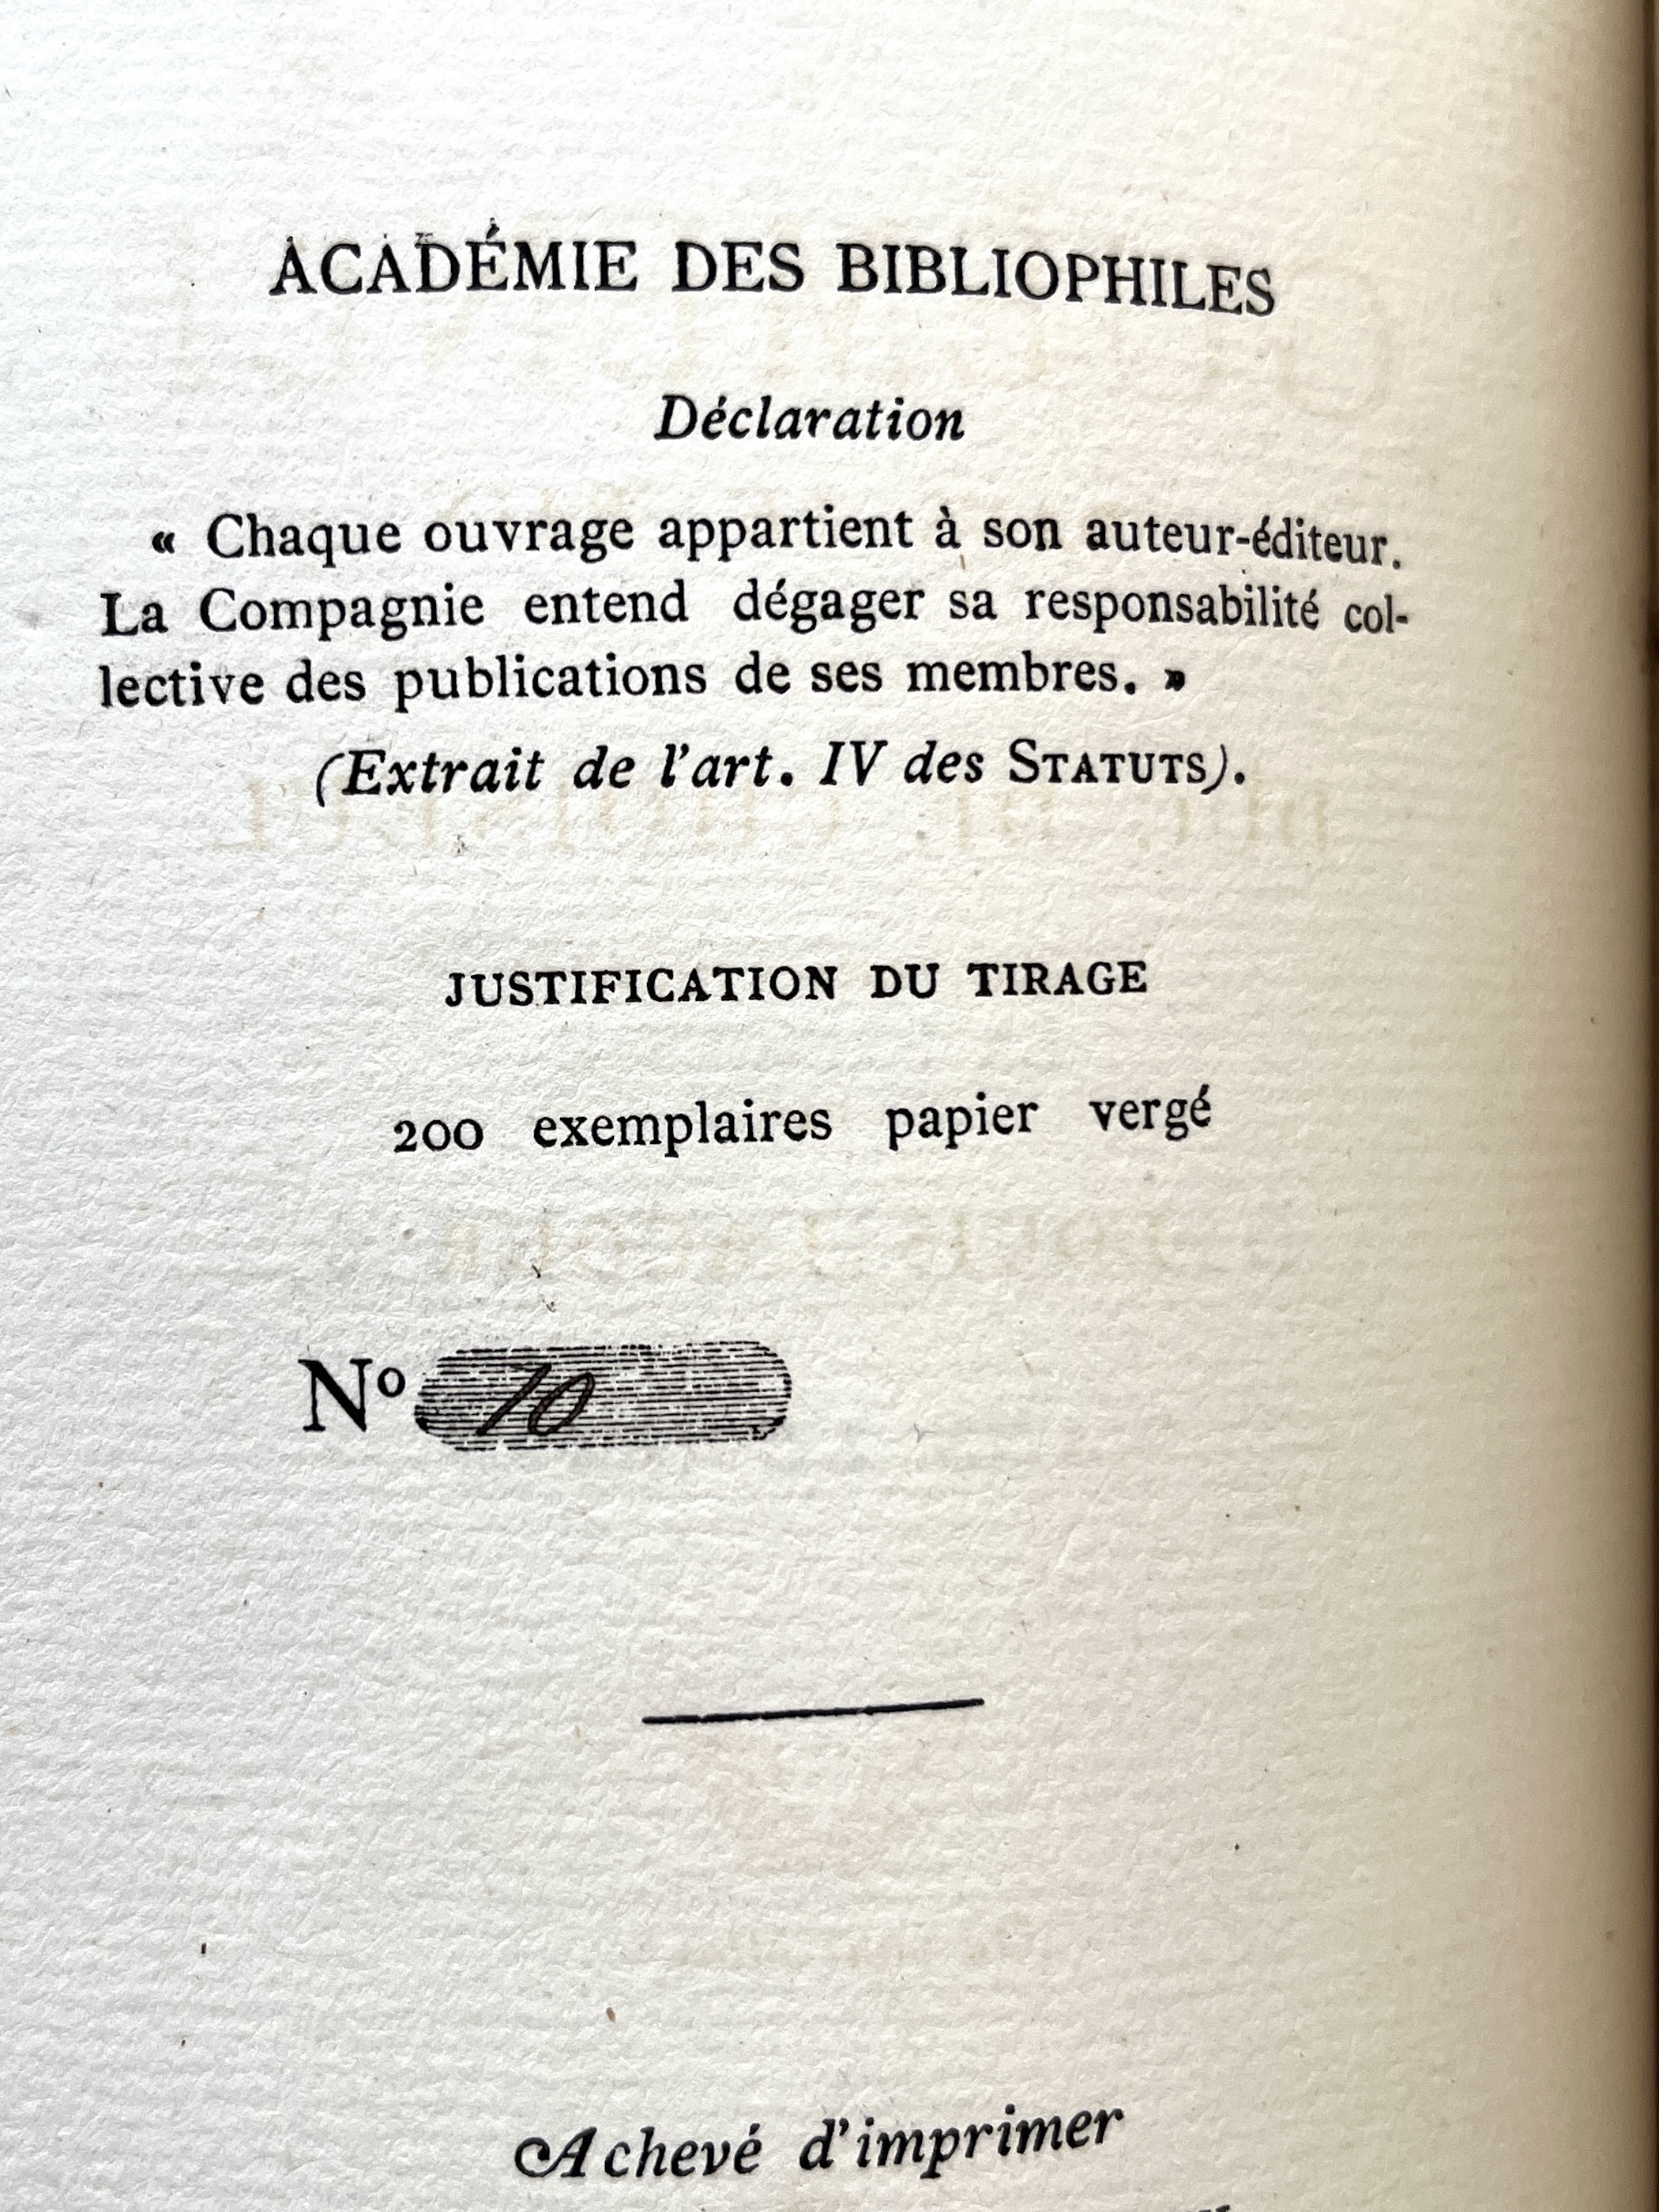 ACADÉMIE DES BIBLIOPHILES
Déclaration
« Chaque ouvrage appartient à son auteur-éditeur.
La Compagnie entend dégager sa responsabilité col-
lective des publications de ses membres. »
(Extrait de l'art. IV des STATUTS).
JUSTIFICATION DU TIRAGE
200 exemplaires papier vergé
Nº 70
Achevé d'imprimer